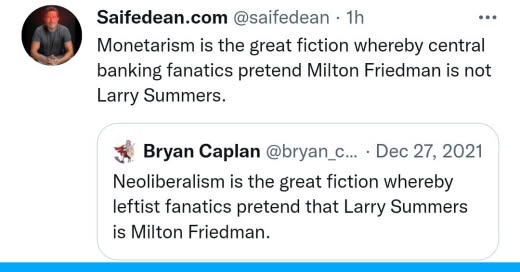 Saifedean.com @saifedean · 1h
Monetarism is the great fiction whereby central
banking fanatics pretend Milton Friedman is not
Larry Summers.
Bryan Caplan @bryan_c... · Dec 27, 2021
Neoliberalism is the great fiction whereby
leftist fanatics pretend that Larry Summers
is Milton Friedman.